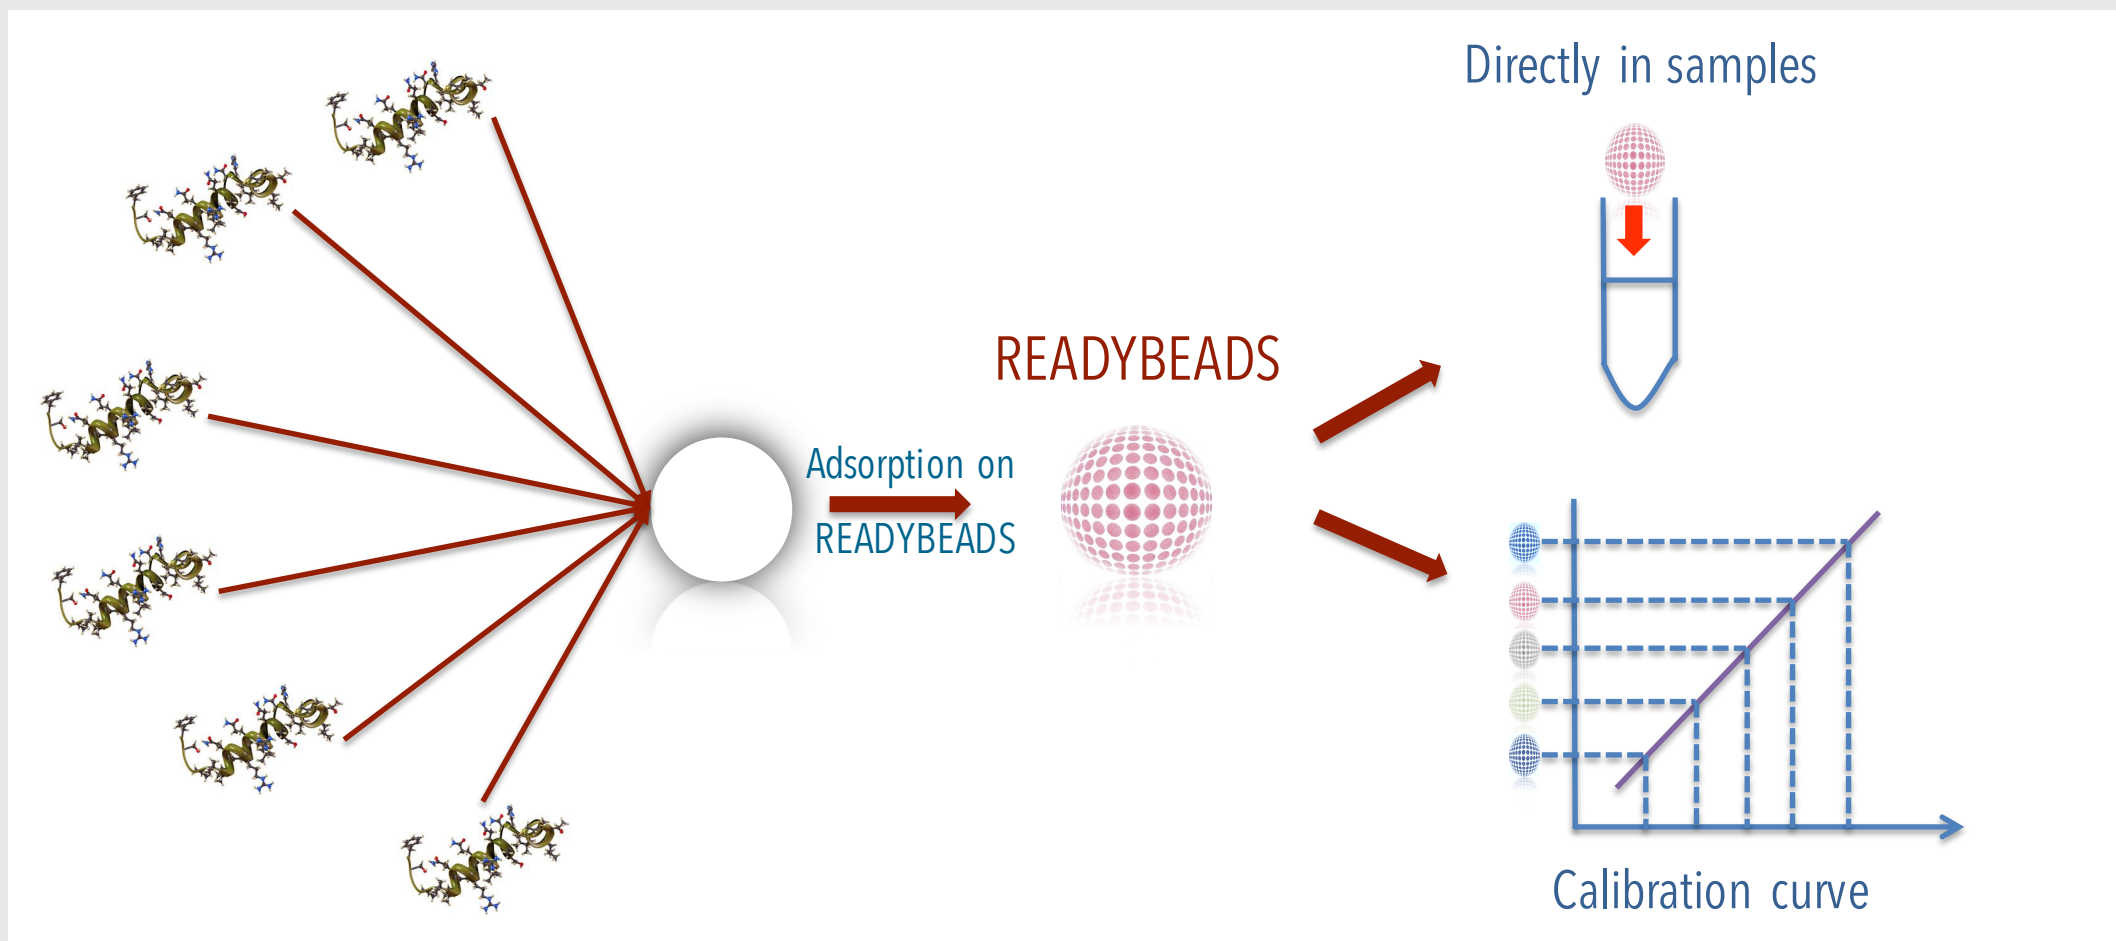 Directly in samples
READYBEADS
Adsorption on
READYBEADS
Calibration curve